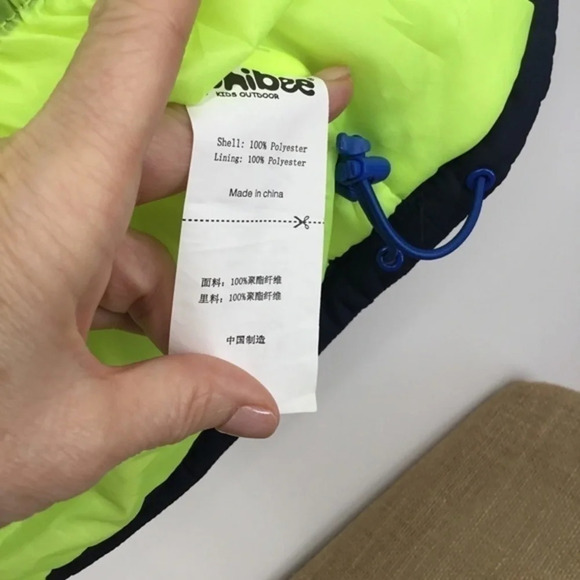 KIDS OUTDOOR
Shell: 100% Polyester
Lining: 100% Polyester
Made in china
面料: 100%聚酯纤维
里料: 100%聚酯纤维
中国制造